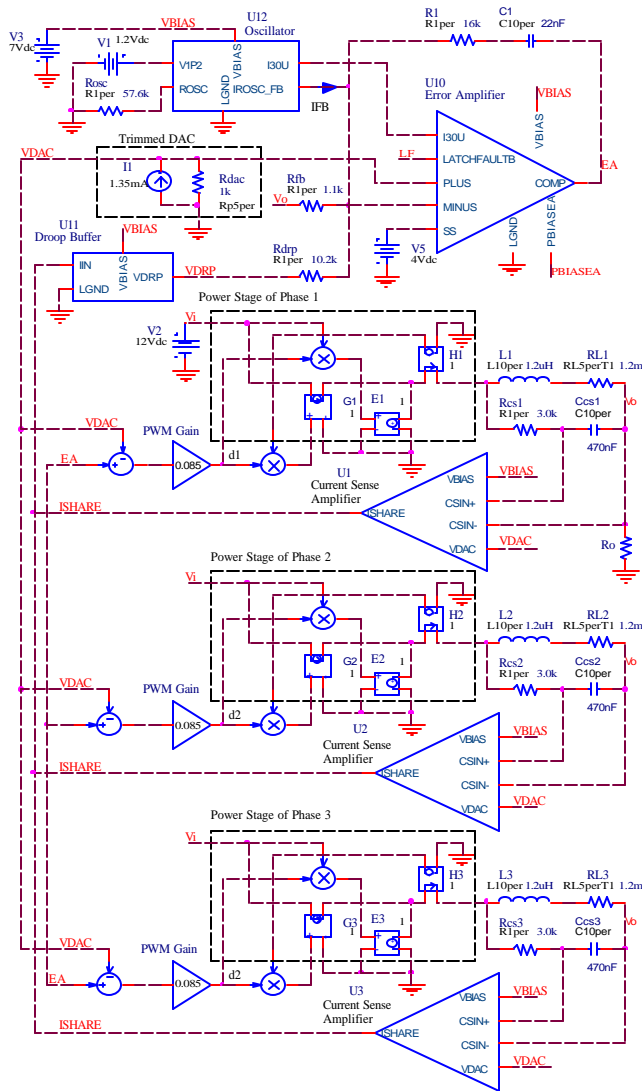 V3
7Vdc
VBIAS
V1
1.2Vdc
Rosc
R1per 57.6k
U12
Oscillator
V1P2
ROSC
VBIAS
LGND
I30U
IROSC_FB
IFB
R1
R1per 16k
C1
C10per 22nF
U10
Error Amplifier
VBIAS
VBIAS
I30U
LATCHFAULTB
PLUS
MINUS
SS
COMP
LGND
PBIASEA
EA
PBIASEA
LF
V5
4Vdc
Trimmed DAC
VDAC
I1
1.35mA
Rdac
1k
Rp5per
Vo
Rfb
R1per 1.1k
U11
Droop Buffer
VBIAS
IIN
LGND
VBIAS
VDRP
VDRP
Rdrp
R1per 10.2k
Power Stage of Phase 1
Vi
V2
12Vdc
H1
1
G1
1
E1
1
L1
L10per 1.2uH
RL1
RL5perT1 1.2m
Rcs1
R1per 3.0k
Ccs1
C10per
470nF
Vo
VDAC
EA
PWM Gain
0.085
d1
U1
Current Sense
Amplifier
ISHARE
ISHARE
VBIAS
CSIN+
CSIN-
VDAC
VBIAS
VDAC
Ro
Power Stage of Phase 2
Vi
H2
1
G2
1
E2
1
L2
L10per 1.2uH
RL2
RL5perT1 1.2m
Rcs2
R1per 3.0k
Ccs2
C10per
470nF
Vo
VDAC
PWM Gain
0.085
d2
U2
Current Sense
Amplifier
ISHARE
ISHARE
VBIAS
CSIN+
CSIN-
VDAC
VBIAS
VDAC
Power Stage of Phase 3
Vi
H3
1
G3
1
E3
1
L3
L10per 1.2uH
RL3
RL5perT1 1.2m
Rcs3
R1per 3.0k
Ccs3
C10per
470nF
Vo
VDAC
EA
PWM Gain
0.085
d2
U3
Current Sense
Amplifier
ISHARE
ISHARE
VBIAS
CSIN+
CSIN-
VDAC
VBIAS
VDAC